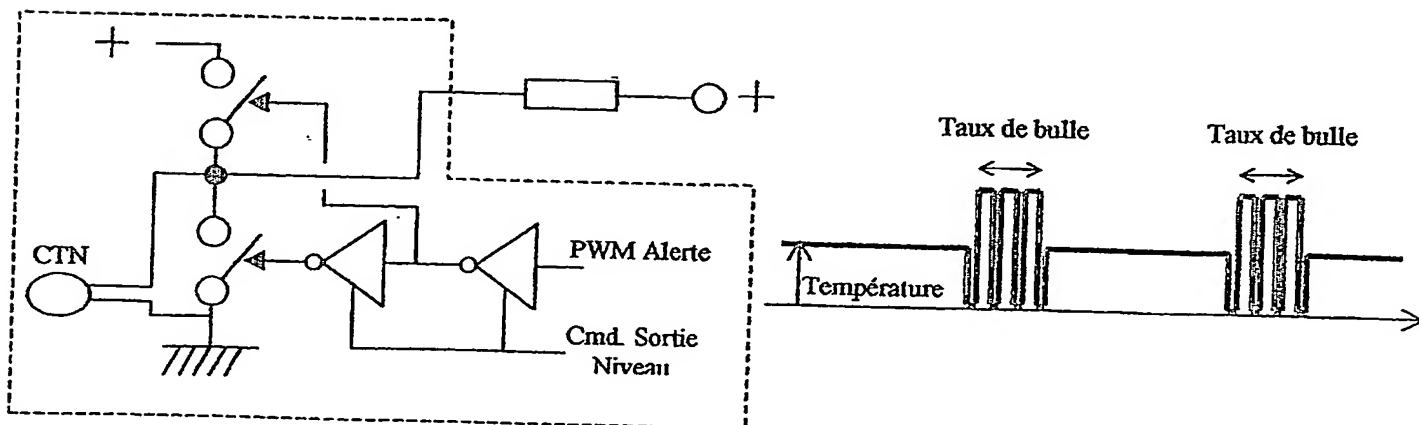 +
+
CTN
PWM Alerte
Cmd. Sortie
Niveau
Taux de bulle
Taux de bulle
Température